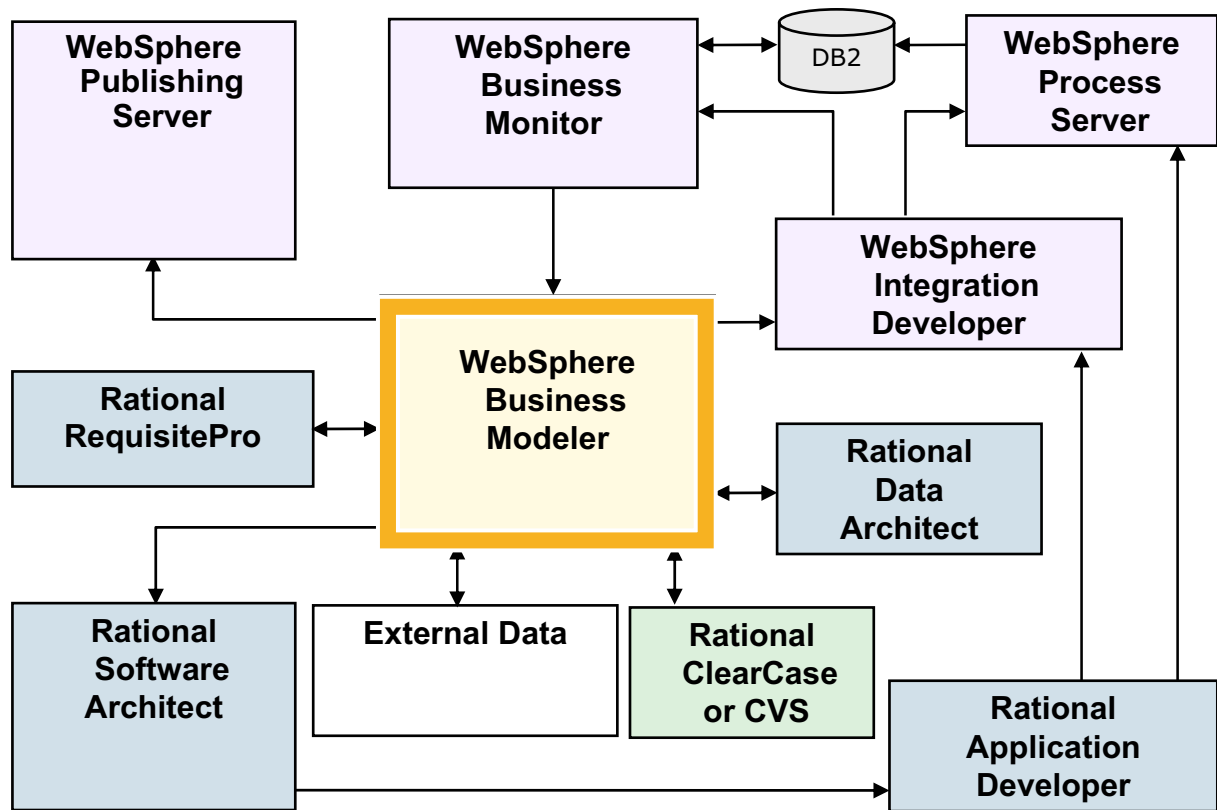 WebSphere
Publishing
Server
WebSphere
Business
Monitor
DB2
WebSphere
Process
Server
WebSphere
Integration
Developer
WebSphere
Business
Modeler
Rational
RequisitePro
Rational
Data
Architect
Rational
Software
Architect
External Data
Rational
ClearCase
or CVS
Rational
Application
Developer